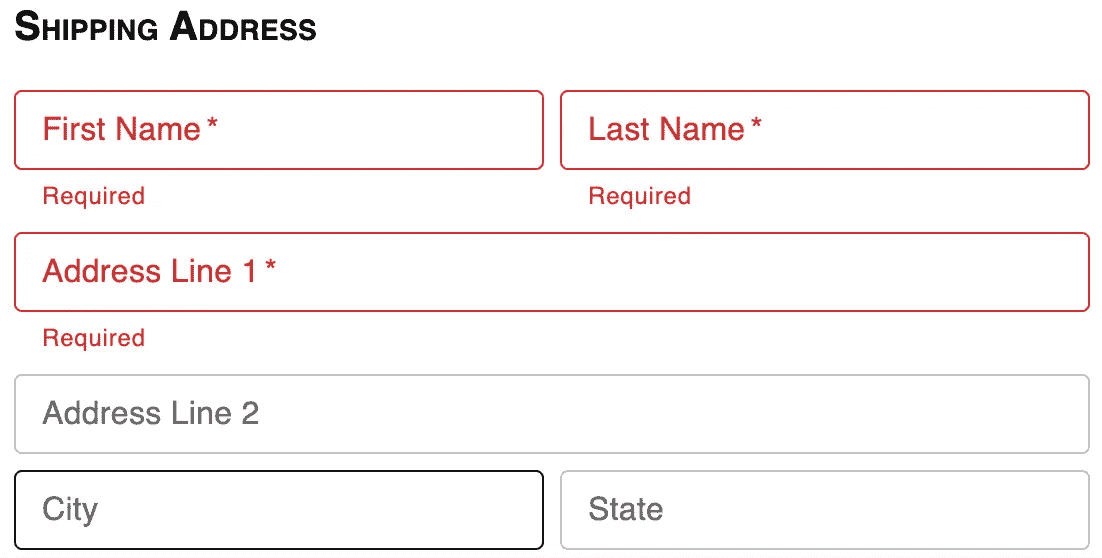 Shipping Address
First Name *
Last Name *
Required
Required
Address Line 1 *
Required
Address Line 2
City
State